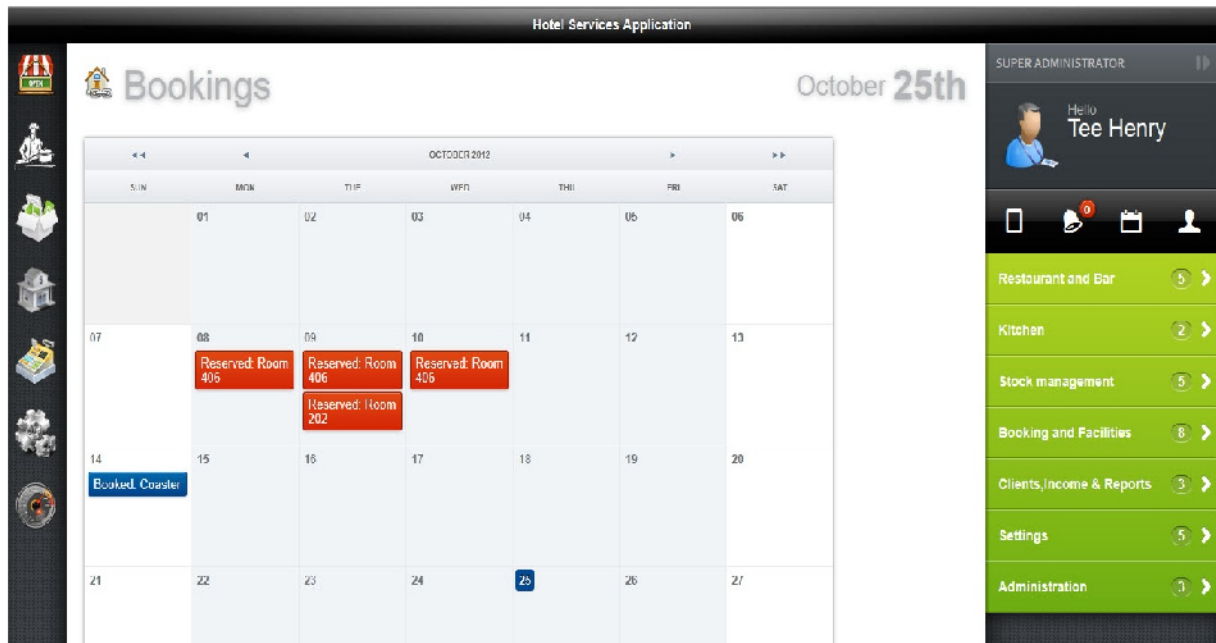 Hotel Services Application
OPEN
Bookings
October 25th
OCTOBER 2012
SUN MON TUE WED THU FRI SAT
01 02 03 04 05 06
07 08 09 10 11 12 13
Reserved: Room
406
Reserved: Room
406
Reserved: Room
406
Reserved: Room
202
14 15 16 17 18 19 20
Booked: Coaster
21 22 23 24 25 26 27
SUPER ADMINISTRATOR
Hello
Tee Henry
0
Restaurant and Bar 5
Kitchen 2
Stock management 5
Booking and Facilities 8
Clients,Income & Reports 3
Settings 5
Administration 3